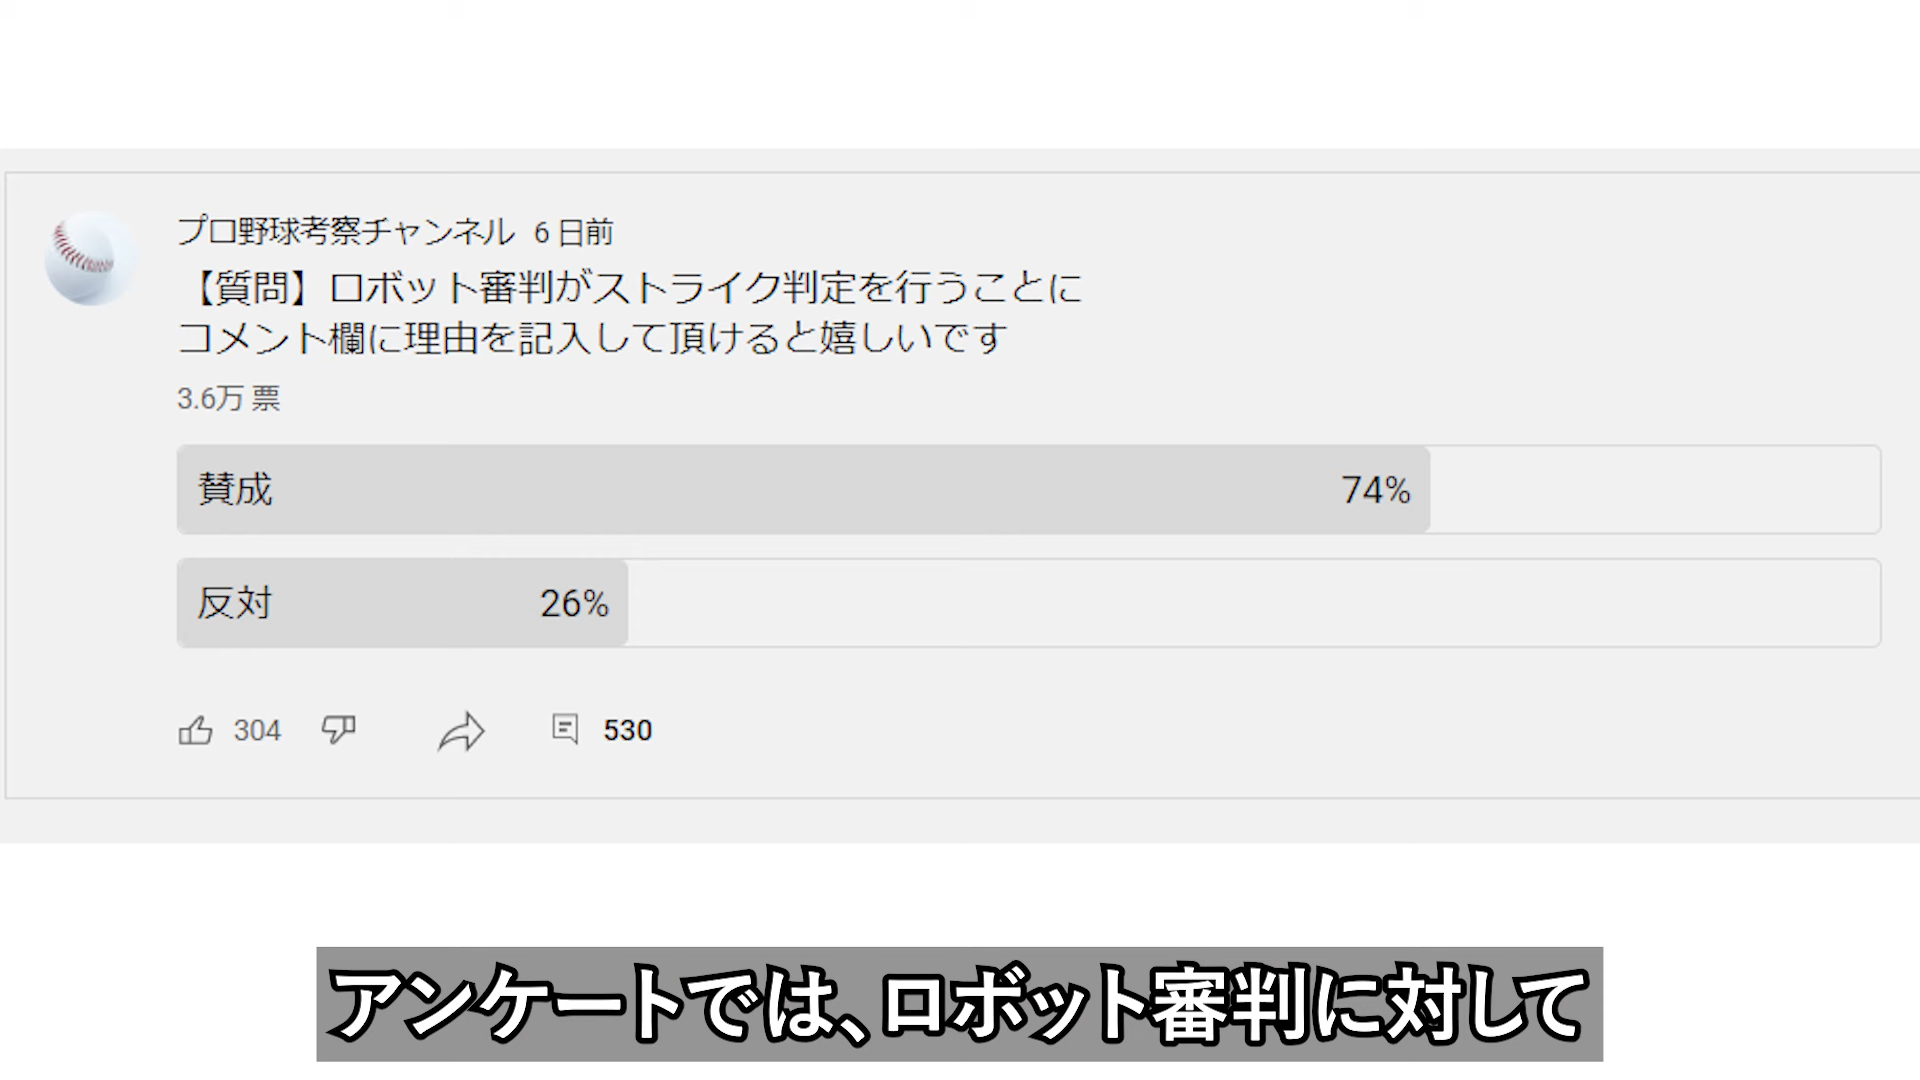 プロ野球考察チャンネル 6 日前
【質問】ロボット審判がストライク判定を行うことに
コメント欄に理由を記入して頂けると嬉しいです
3.6万 票
賛成 74%
反対 26%
304 530
アンケートでは、ロボット審判に対して